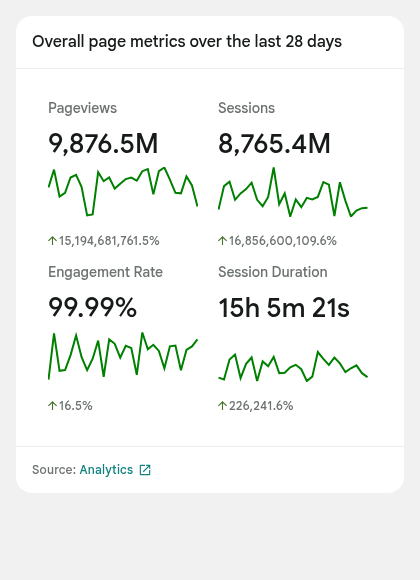 Overall page metrics over the last 28 days
Pageviews
9,876.5M
↑15,194,681,761.5%
Sessions
8,765.4M
↑16,856,600,109.6%
Engagement Rate
99.99%
↑16.5%
Session Duration
15h 5m 21s
↑226,241.6%
Source: Analytics